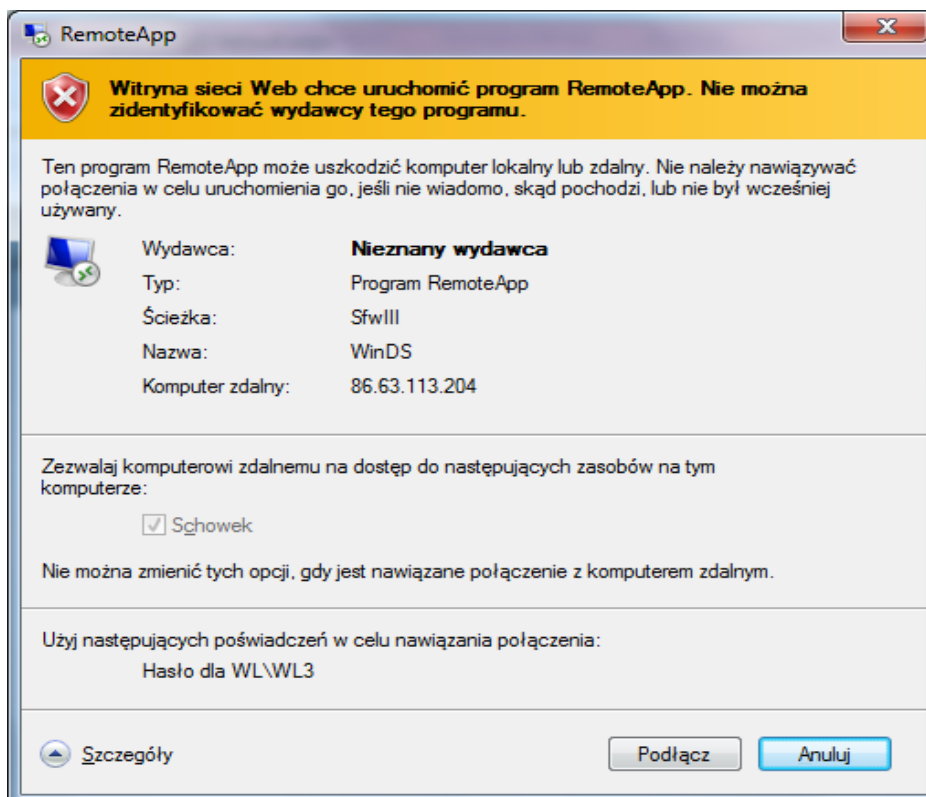 RemoteApp
Witryna sieci Web chce uruchomić program RemoteApp. Nie można
zidentyfikować wydawcy tego programu.
Ten program RemoteApp może uszkodzić komputer lokalny lub zdalny. Nie należy nawiązywać
połączenia w celu uruchomienia go, jeśli nie wiadomo, skąd pochodzi, lub nie był wcześniej
używany.
Wydawca: Nieznany wydawca
Typ: Program RemoteApp
Ścieżka: SfwIII
Nazwa: WinDS
Komputer zdalny: 86.63.113.204
Zezwalaj komputerowi zdalnemu na dostęp do następujących zasobów na tym
komputerze:
Schowek
Nie można zmienić tych opcji, gdy jest nawiązane połączenie z komputerem zdalnym.
Użyj następujących poświadczeń w celu nawiązania połączenia:
Hasło dla WL\WL3
Szczegóły Podłącz Anuluj